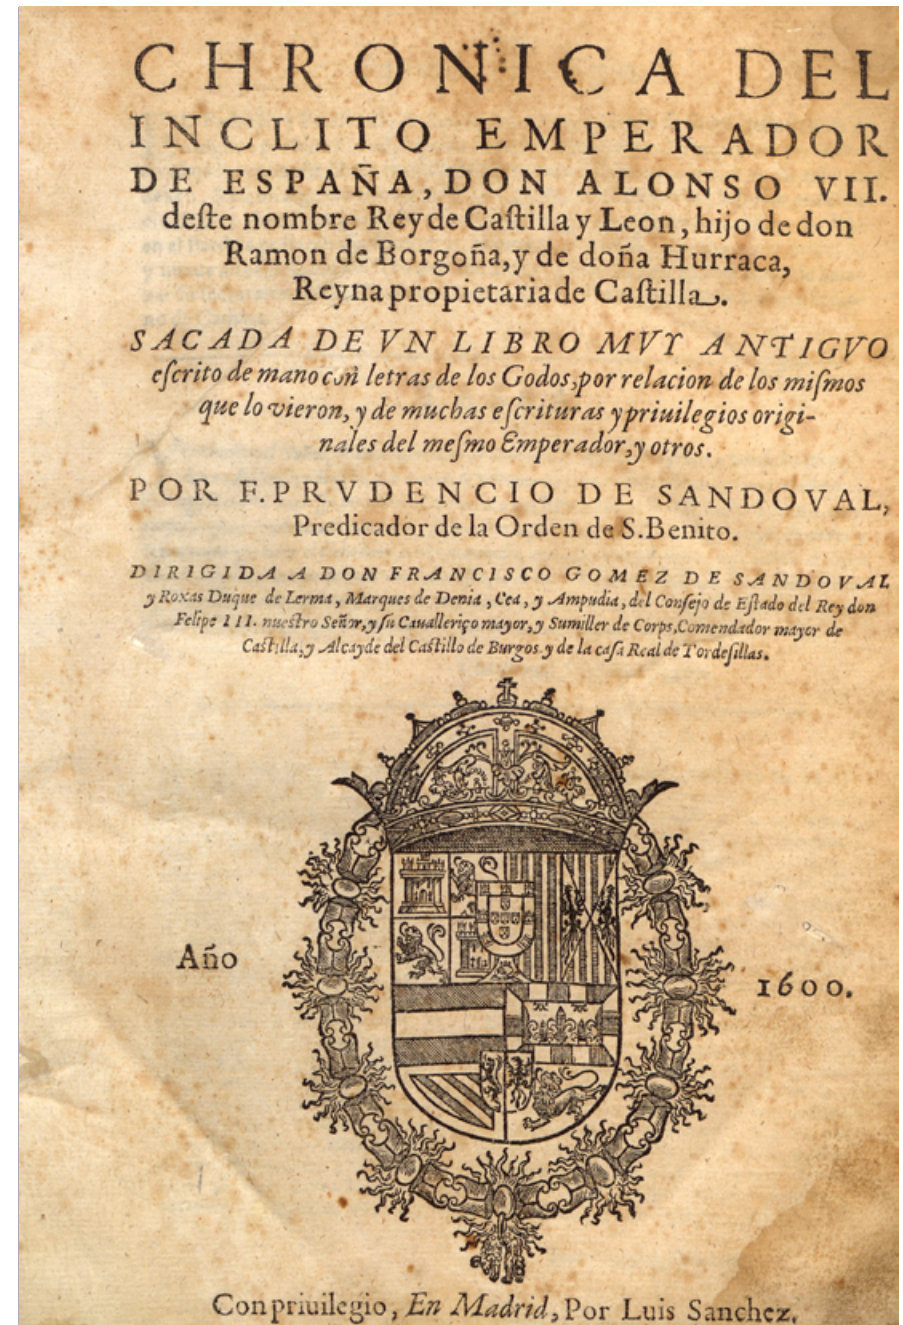 CHRONICA DEL
INCLITO EMPERADOR
DE ESPAÑA, DON ALONSO VII.
deſte nombre Rey de Caſtilla y Leon, hijo de don
Ramon de Borgoña, y de doña Hurraca,
Reyna propietaria de Caſtilla.
SACADA DE VN LIBRO MVY ANTIGVO
eſcrito de mano con letras de los Godos, por relacion de los miſmos
que lo vieron, y de muchas eſcrituras y priuilegios origi-
nales del meſmo Emperador, y otros.
POR F. PRVDENCIO DE SANDOVAL,
Predicador de la Orden de S. Benito.
DIRIGIDA A DON FRANCISCO GOMEZ DE SANDOVAL
y Roxas Duque de Lerma, Marques de Denia, Cea, y Ampudia, del Conſejo de Eſtado del Rey don
Felipe III. nueſtro Señor, y ſu Cauallериço mayor, y Sumiller de Corps, Comendador mayor de
Caſtilla, y Alcayde del Caſtillo de Burgos. y de la caſa Real de Tordeſillas.
Año 1600.
Con priuilegio, En Madrid, Por Luis Sanchez.